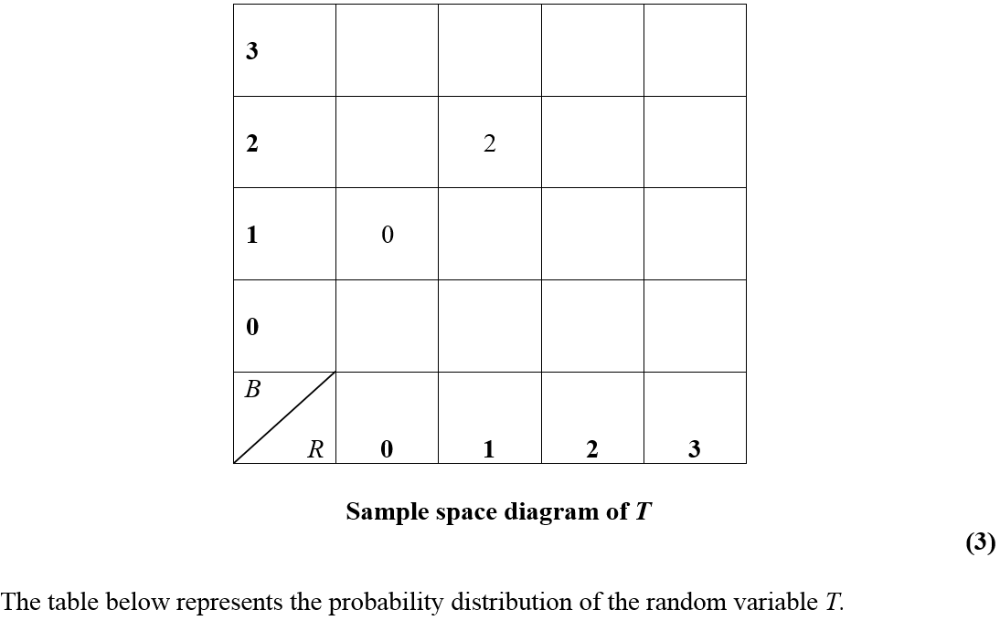 3
2 2
1 0
0
B
R 0 1 2 3
Sample space diagram of T
(3)
The table below represents the probability distribution of the random variable T.